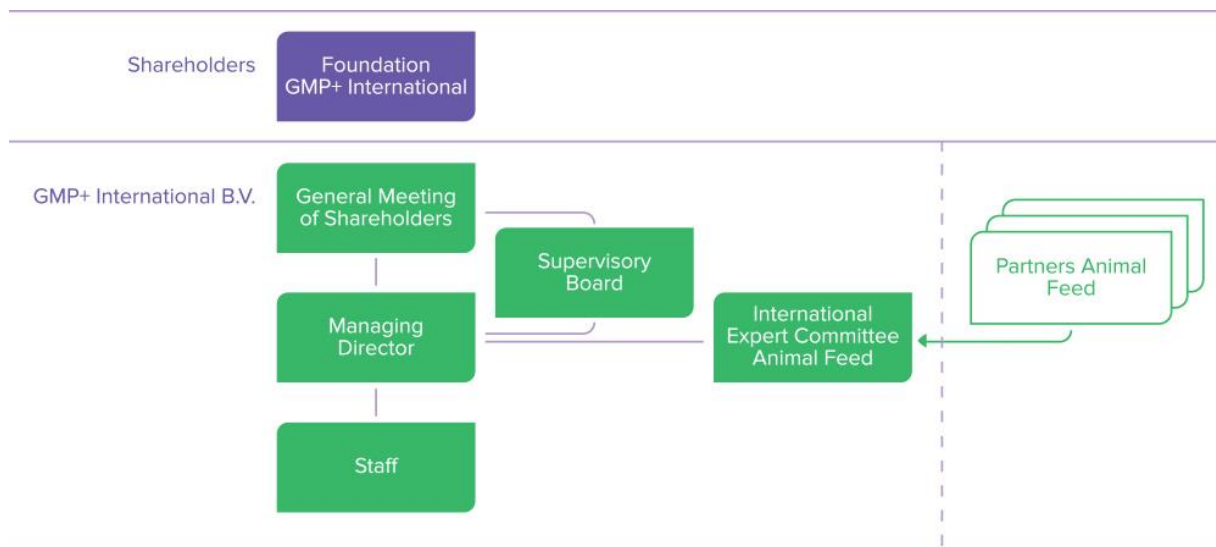 Shareholders
Foundation
GMP+ International
GMP+ International B.V.
General Meeting
of Shareholders
Supervisory
Board
Partners Animal
Feed
Managing
Director
International
Expert Committee
Animal Feed
Staff